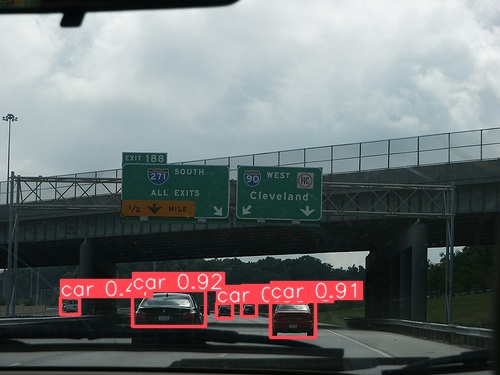 EXIT 188
271 SOUTH
ALL EXITS
1/2 MILE
90 WEST
Cleveland
car 0.92
car 0.91